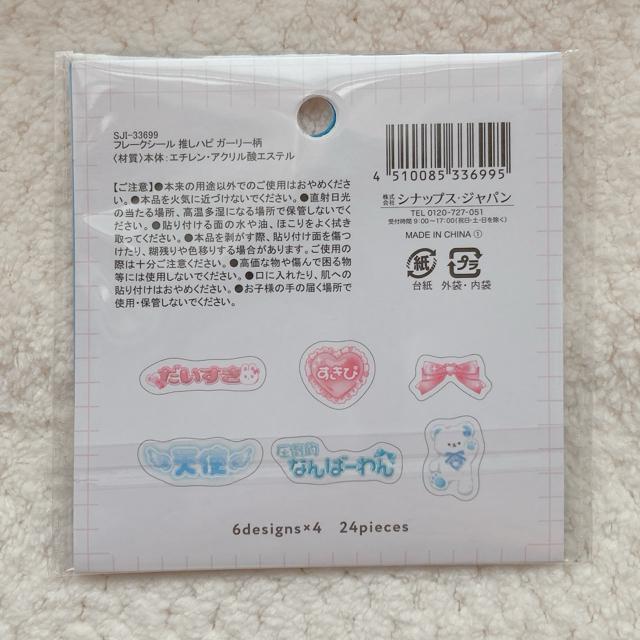 SJI-33699
フレークシール 推しハピ ガーリー柄
〈材質〉本体：エチレン・アクリル酸エステル
【ご注意】●本来の用途以外でのご使用はおやめくださ
い。●本品を火気に近づけないでください。●直射日光
の当たる場所、高温多湿になる場所で保管しないでくだ
さい。●貼り付ける面の水や油、ほこりをよく拭き
取ってください。●本品を剥がす際、貼り付け面を傷つ
けたり、糊残りや色移りする場合があります。ご使用の
際は十分ご注意ください。●高価な物や傷んで困る物等
には使用しないでください。●口に入れたり、肌への
貼り付けはおやめください。●お子様の手の届く場所で
使用・保管しないでください。
4 510085 336995
株式会社 シナップス・ジャパン
TEL 0120-727-051
受付時間 9:00～17:00(祝日・土・日を除く)
MADE IN CHINA ①
紙 プラ
台紙 外袋・内袋
だいすき
すきぴ
天使
圧倒的
なんばーわん
6designs×4 24pieces